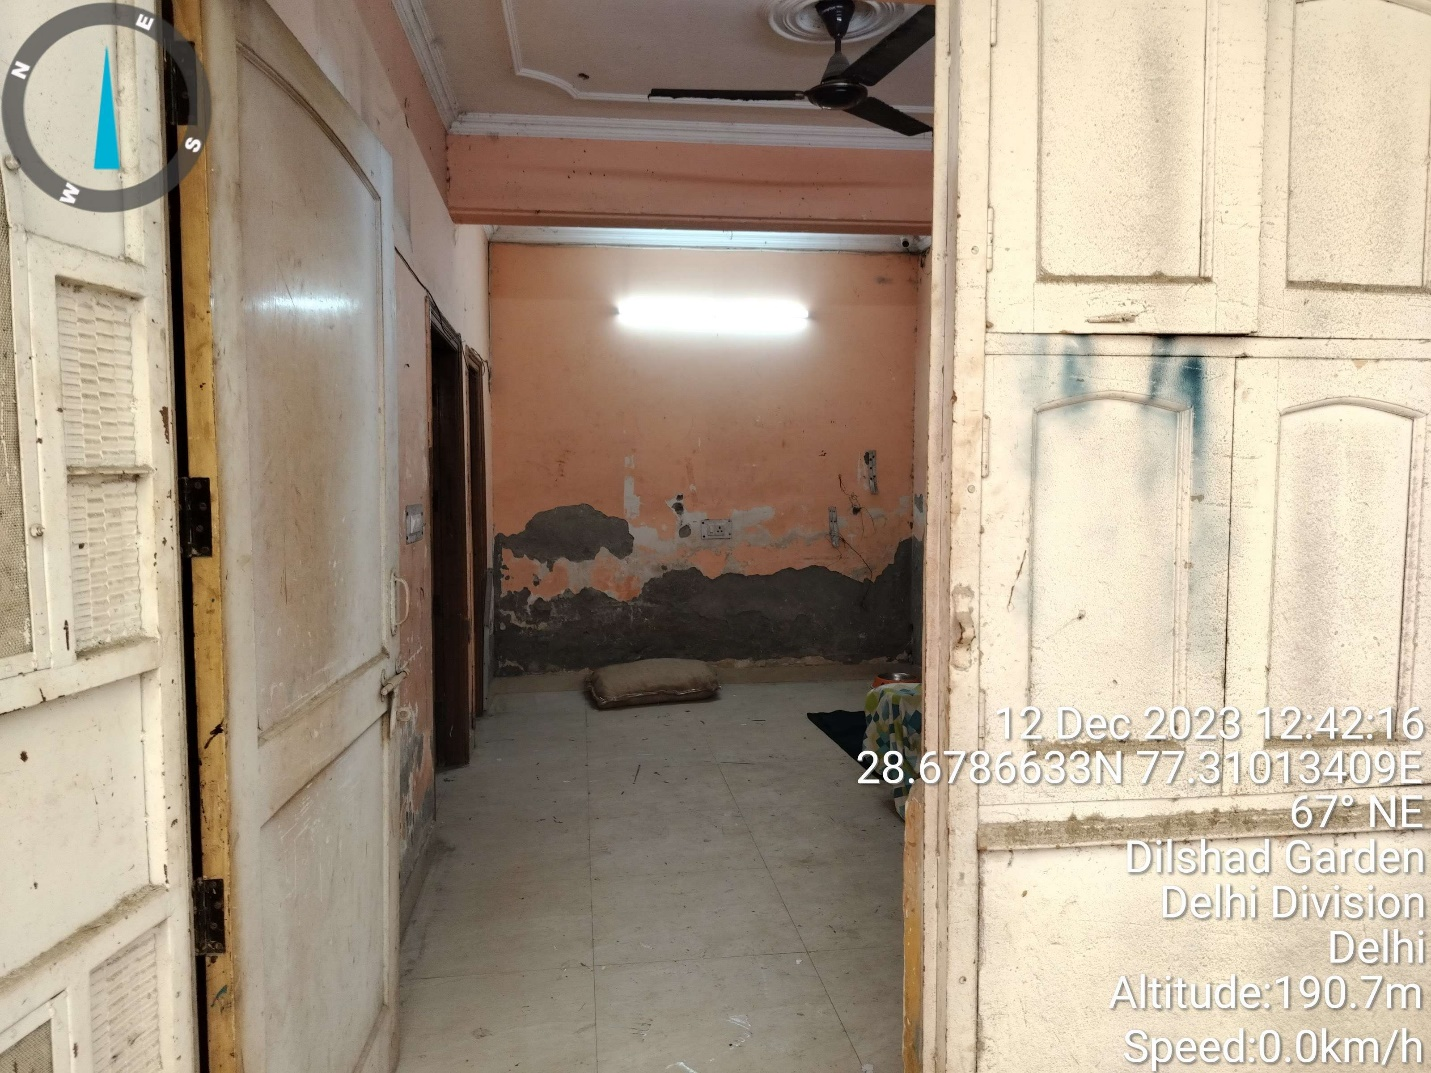 E
N
S
W
12 Dec 2023 12:42:16
28.6786633N 77.31013409E
67° NE
Dilshad Garden
Delhi Division
Delhi
Altitude:190.7m
Speed:0.0km/h